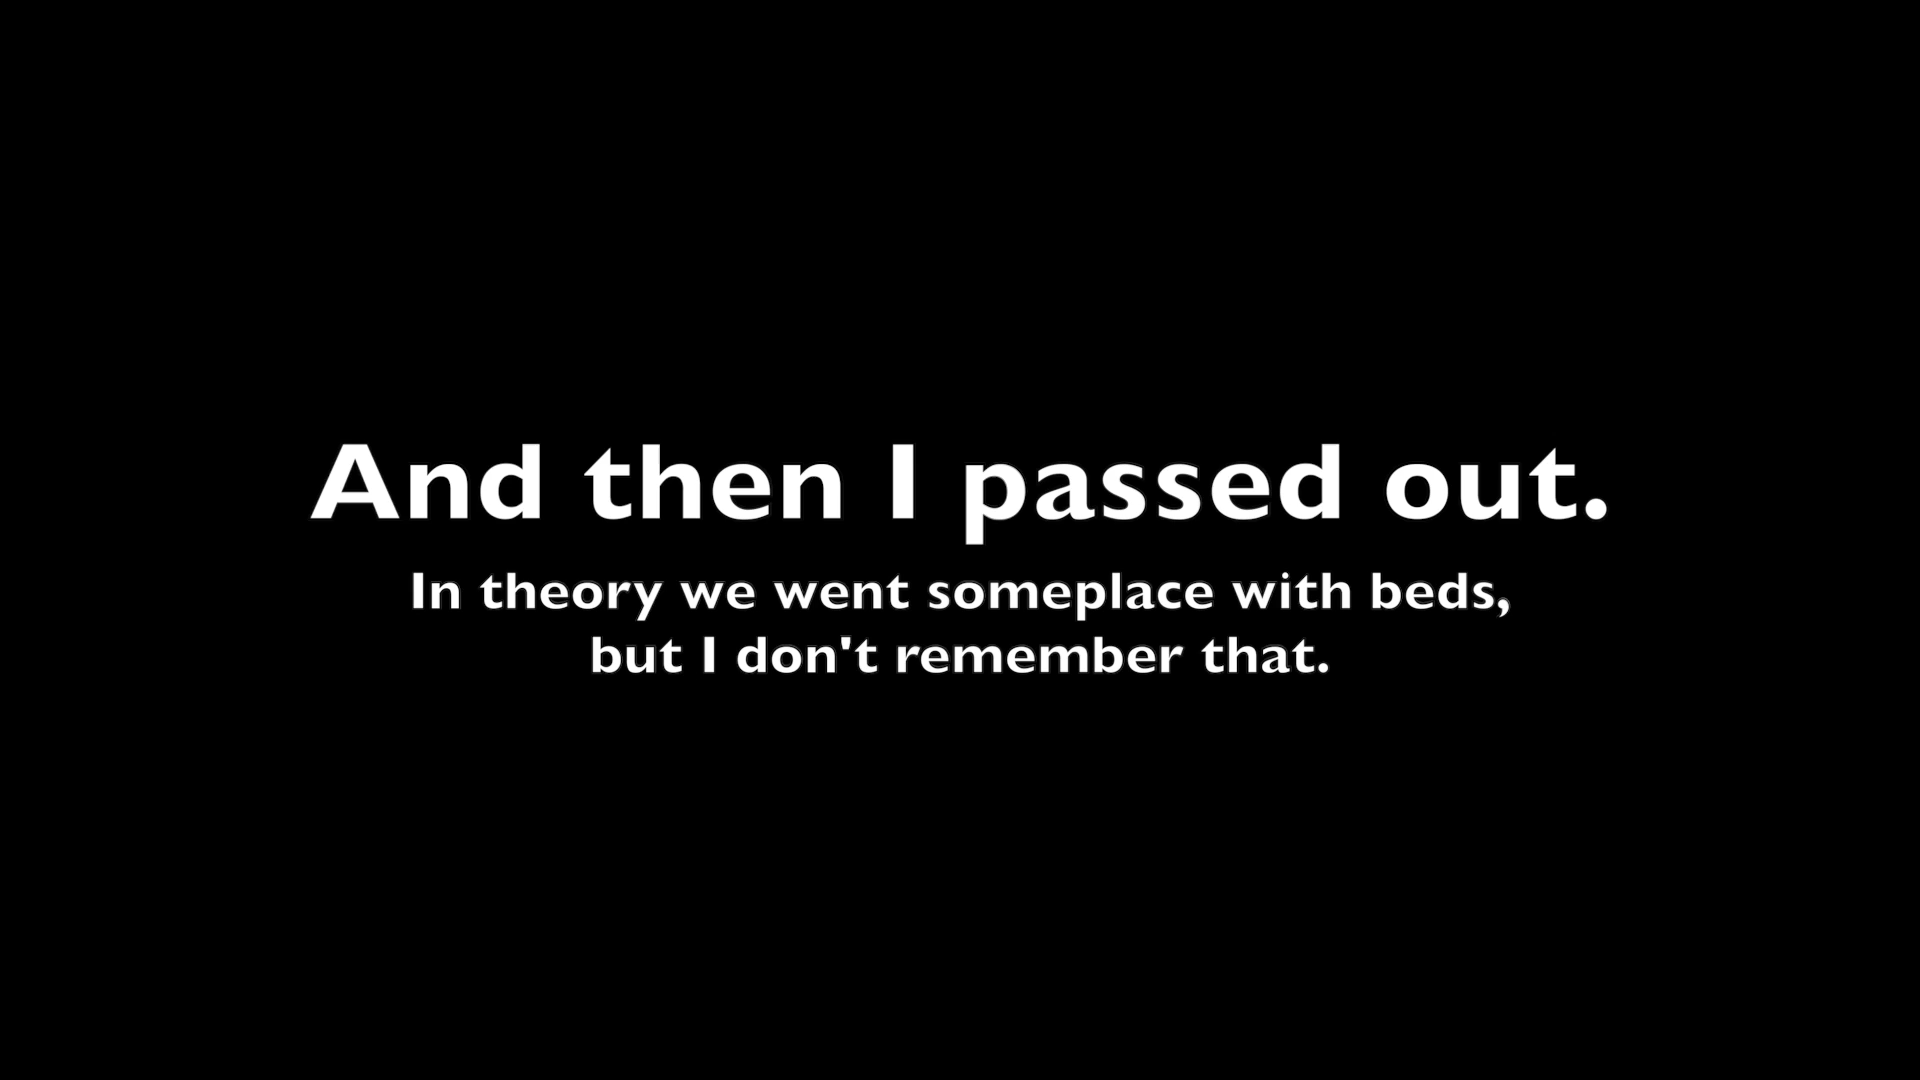 And then I passed out.
In theory we went someplace with beds,
but I don't remember that.